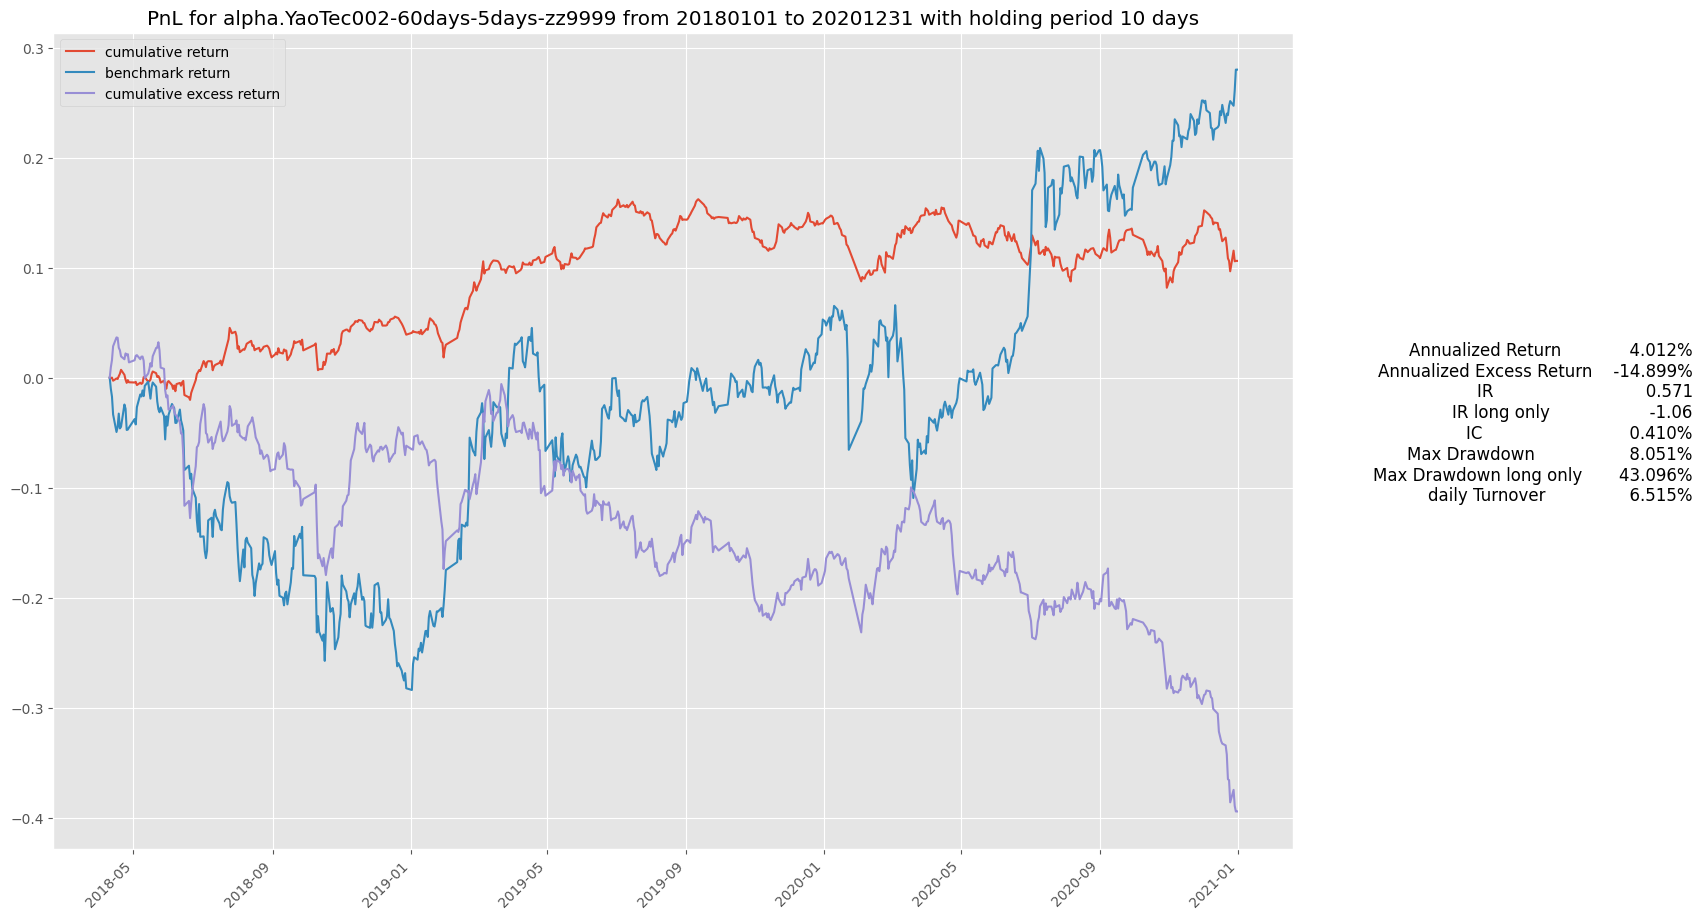 PnL for alpha.YaoTec002-60days-5days-zz9999 from 20180101 to 20201231 with holding period 10 days
cumulative return
benchmark return
cumulative excess return
0.3
0.2
0.1
0.0
−0.1
−0.2
−0.3
−0.4
2018-05
2018-09
2019-01
2019-05
2019-09
2020-01
2020-05
2020-09
2021-01
Annualized Return 4.012%
Annualized Excess Return -14.899%
IR 0.571
IR long only -1.06
IC 0.410%
Max Drawdown 8.051%
Max Drawdown long only 43.096%
daily Turnover 6.515%